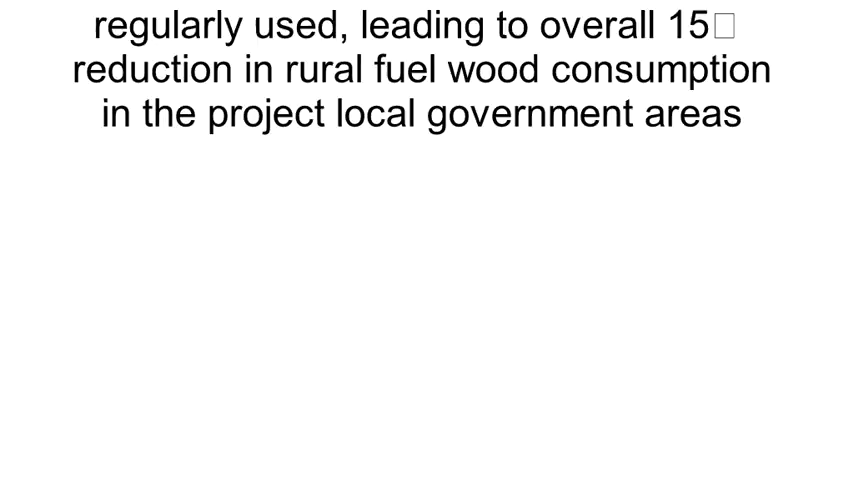 regularly used, leading to overall 15□
reduction in rural fuel wood consumption
in the project local government areas